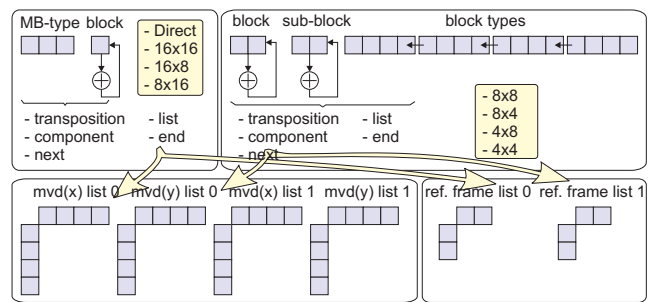 MB-type block
- Direct
- 16x16
- 16x8
- 8x16
- transposition - list
- component - end
- next
block sub-block block types
- transposition - list
- component - end
- next
- 8x8
- 8x4
- 4x8
- 4x4
mvd(x) list 0 mvd(y) list 0 mvd(x) list 1 mvd(y) list 1
ref. frame list 0 ref. frame list 1